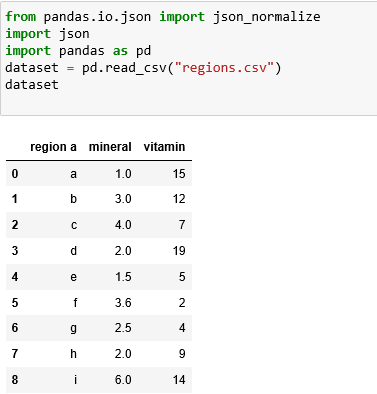 from pandas.io.json import json_normalize
import json
import pandas as pd
dataset = pd.read_csv("regions.csv")
dataset
region a mineral vitamin
0 a 1.0 15
1 b 3.0 12
2 c 4.0 7
3 d 2.0 19
4 e 1.5 5
5 f 3.6 2
6 g 2.5 4
7 h 2.0 9
8 i 6.0 14